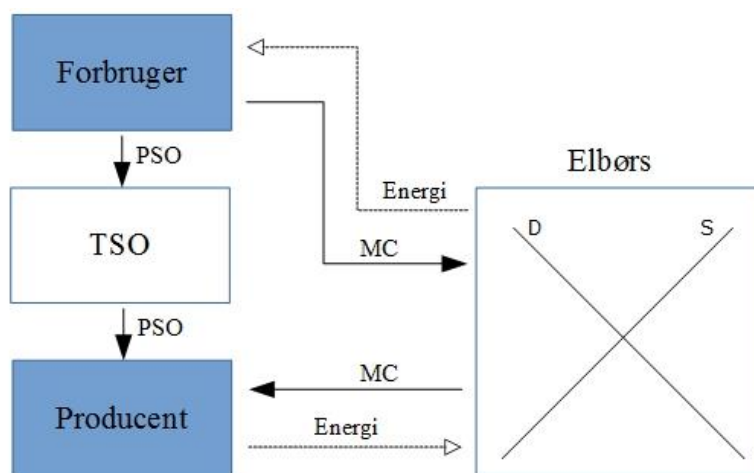 Forbruger
PSO
Elbørs
Energi
TSO
D
S
MC
PSO
MC
Producent
Energi